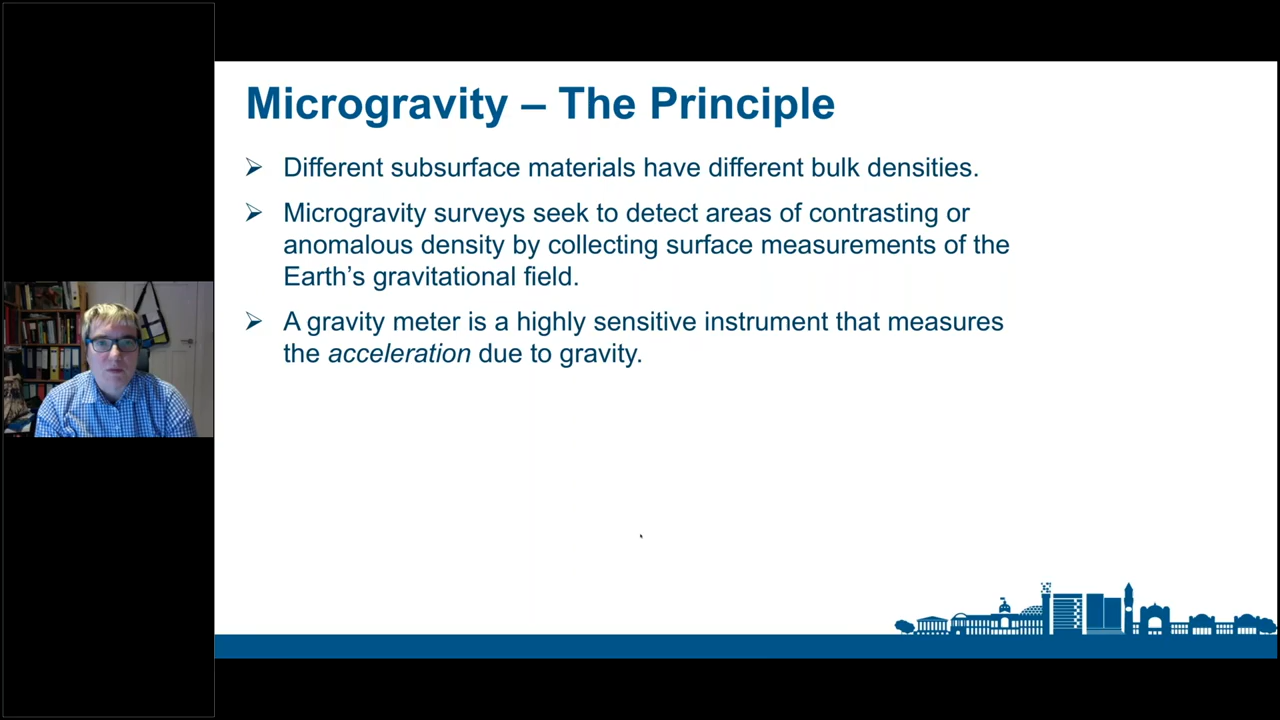 Microgravity – The Principle
➢ Different subsurface materials have different bulk densities.
➢ Microgravity surveys seek to detect areas of contrasting or
anomalous density by collecting surface measurements of the
Earth’s gravitational field.
➢ A gravity meter is a highly sensitive instrument that measures
the acceleration due to gravity.